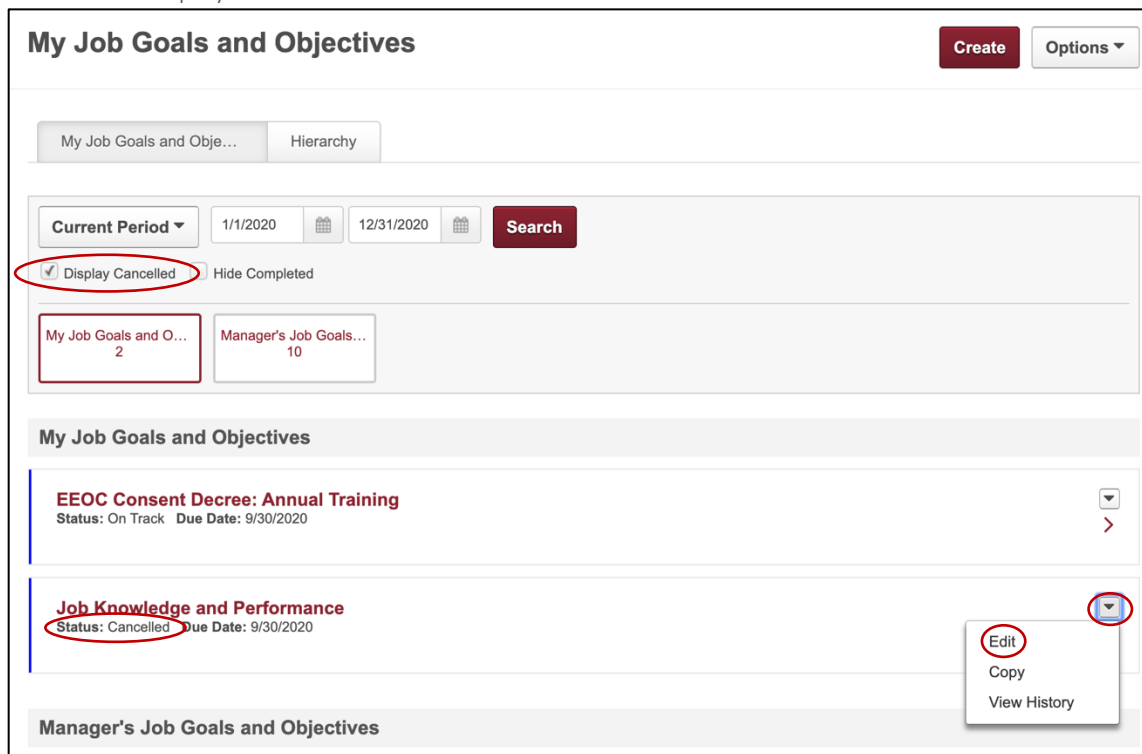 My Job Goals and Objectives
Create Options
My Job Goals and Obje... Hierarchy
Current Period 1/1/2020 12/31/2020 Search
Display Cancelled Hide Completed
My Job Goals and O... Manager's Job Goals...
2 10
My Job Goals and Objectives
EEOC Consent Decree: Annual Training
Status: On Track Due Date: 9/30/2020
Job Knowledge and Performance
Status: Cancelled Due Date: 9/30/2020
Edit
Copy
View History
Manager's Job Goals and Objectives